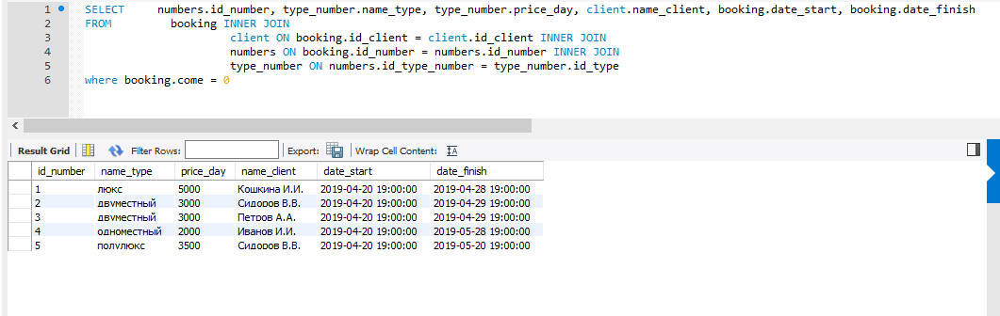 1 SELECT numbers.id_number, type_number.name_type, type_number.price_day, client.name_client, booking.date_start, booking.date_finish
2 FROM booking INNER JOIN
3 client ON booking.id_client = client.id_client INNER JOIN
4 numbers ON booking.id_number = numbers.id_number INNER JOIN
5 type_number ON numbers.id_type_number = type_number.id_type
6 where booking.come = 0
Result Grid Filter Rows: Export: Wrap Cell Content:
id_number name_type price_day name_client date_start date_finish
1 люкс 5000 Кошкина И.И. 2019-04-20 19:00:00 2019-04-28 19:00:00
2 двуместный 3000 Сидоров В.В. 2019-04-20 19:00:00 2019-04-29 19:00:00
3 двуместный 3000 Петров А.А. 2019-04-20 19:00:00 2019-04-29 19:00:00
4 одноместный 2000 Иванов И.И. 2019-04-20 19:00:00 2019-05-28 19:00:00
5 полулюкс 3500 Сидоров В.В. 2019-04-20 19:00:00 2019-05-20 19:00:00